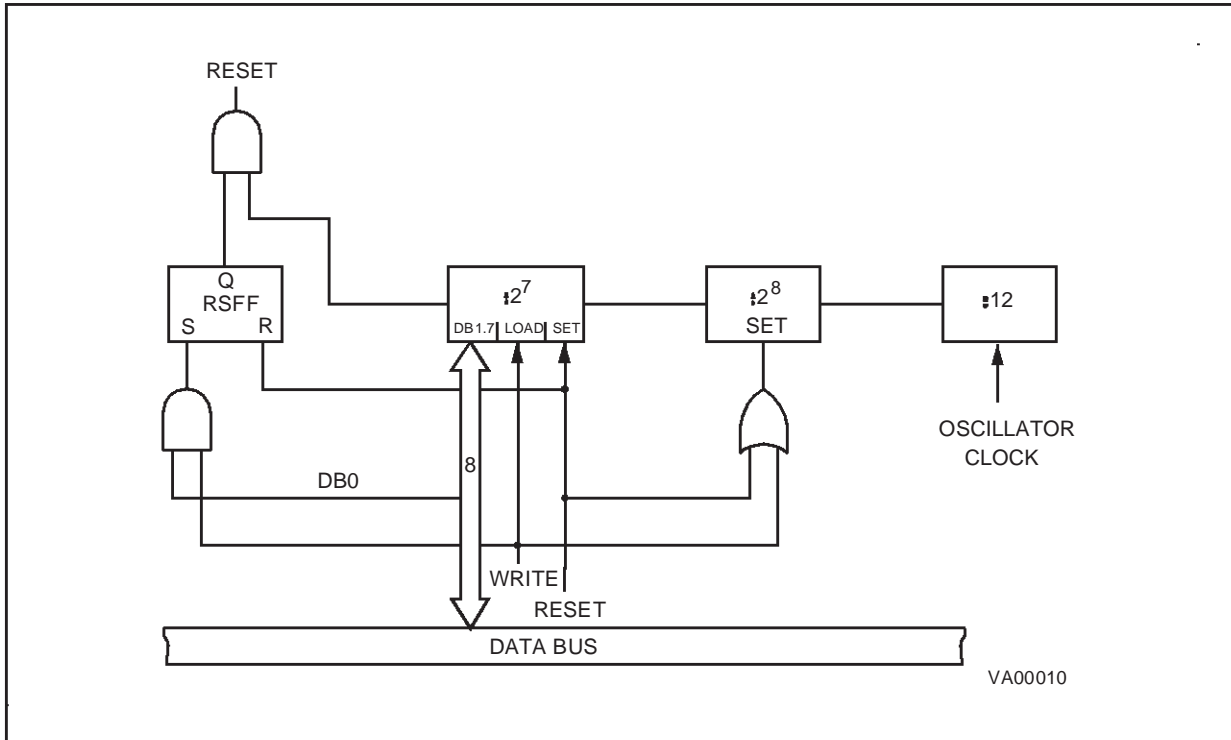 RESET
Q
RSFF
S R
÷2⁷
DB1.7 LOAD SET
÷2⁸
SET
÷12
OSCILLATOR
CLOCK
DB0
8
WRITE
RESET
DATA BUS
VA00010